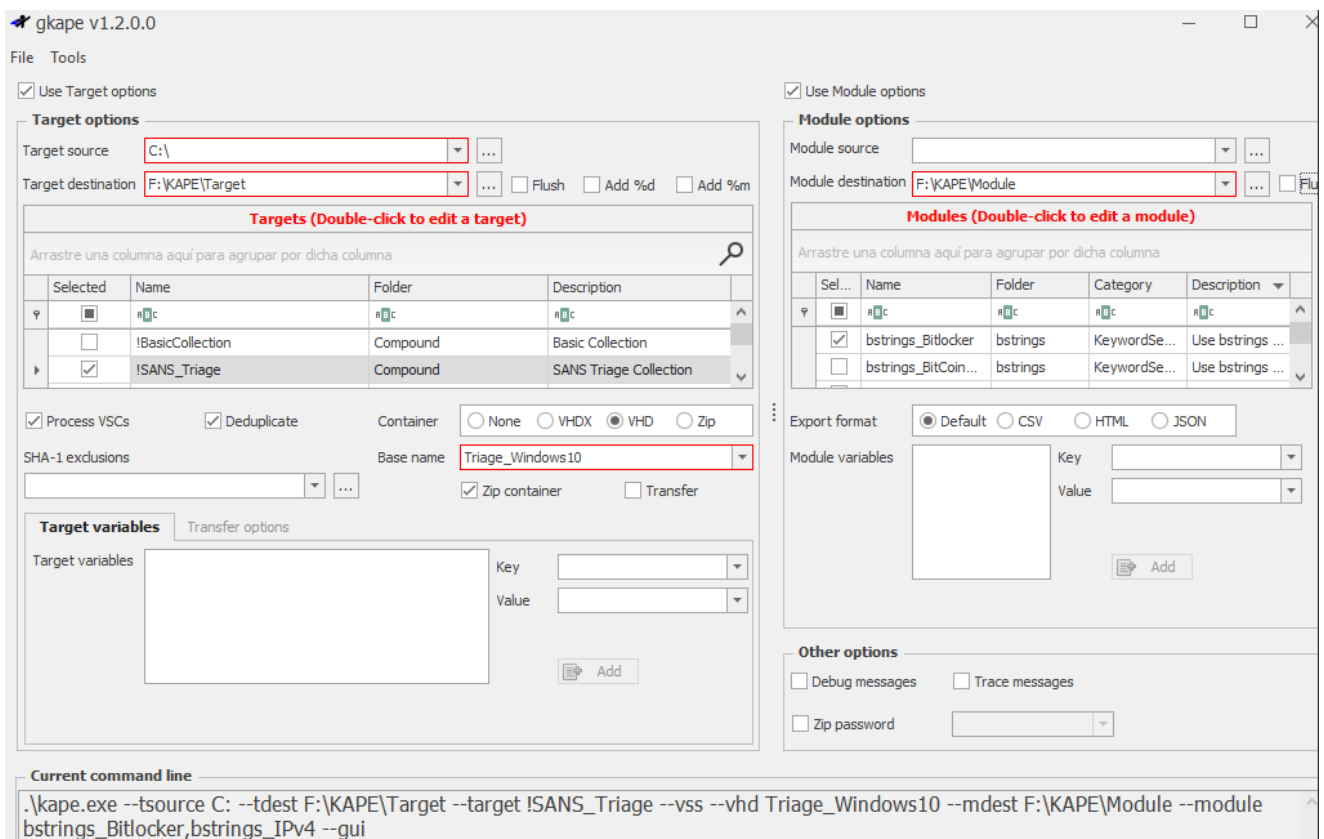 gkape v1.2.0.0
File Tools
Use Target options
Target options
Target source C:\ ...
Target destination F:\KAPE\Target ... Flush Add %d Add %m
Targets (Double-click to edit a target)
Arrastre una columna aquí para agrupar por dicha columna
Selected Name Folder Description
!BasicCollection Compound Basic Collection
!SANS_Triage Compound SANS Triage Collection
Process VSCs Deduplicate Container None VHDX VHD Zip
SHA-1 exclusions Base name Triage_Windows10
... Zip container Transfer
Target variables Transfer options
Target variables Key
Value
Add
Use Module options
Module options
Module source ...
Module destination F:\KAPE\Module ... Flu
Modules (Double-click to edit a module)
Arrastre una columna aquí para agrupar por dicha columna
Sel... Name Folder Category Description
bstrings_Bitlocker bstrings KeywordSe... Use bstrings ...
bstrings_BitCoin... bstrings KeywordSe... Use bstrings ...
Export format Default CSV HTML JSON
Module variables Key
Value
Add
Other options
Debug messages Trace messages
Zip password
Current command line
.\kape.exe --tsource C: --tdest F:\KAPE\Target --target !SANS_Triage --vss --vhd Triage_Windows10 --mdest F:\KAPE\Module --module
bstrings_Bitlocker,bstrings_IPv4 --gui